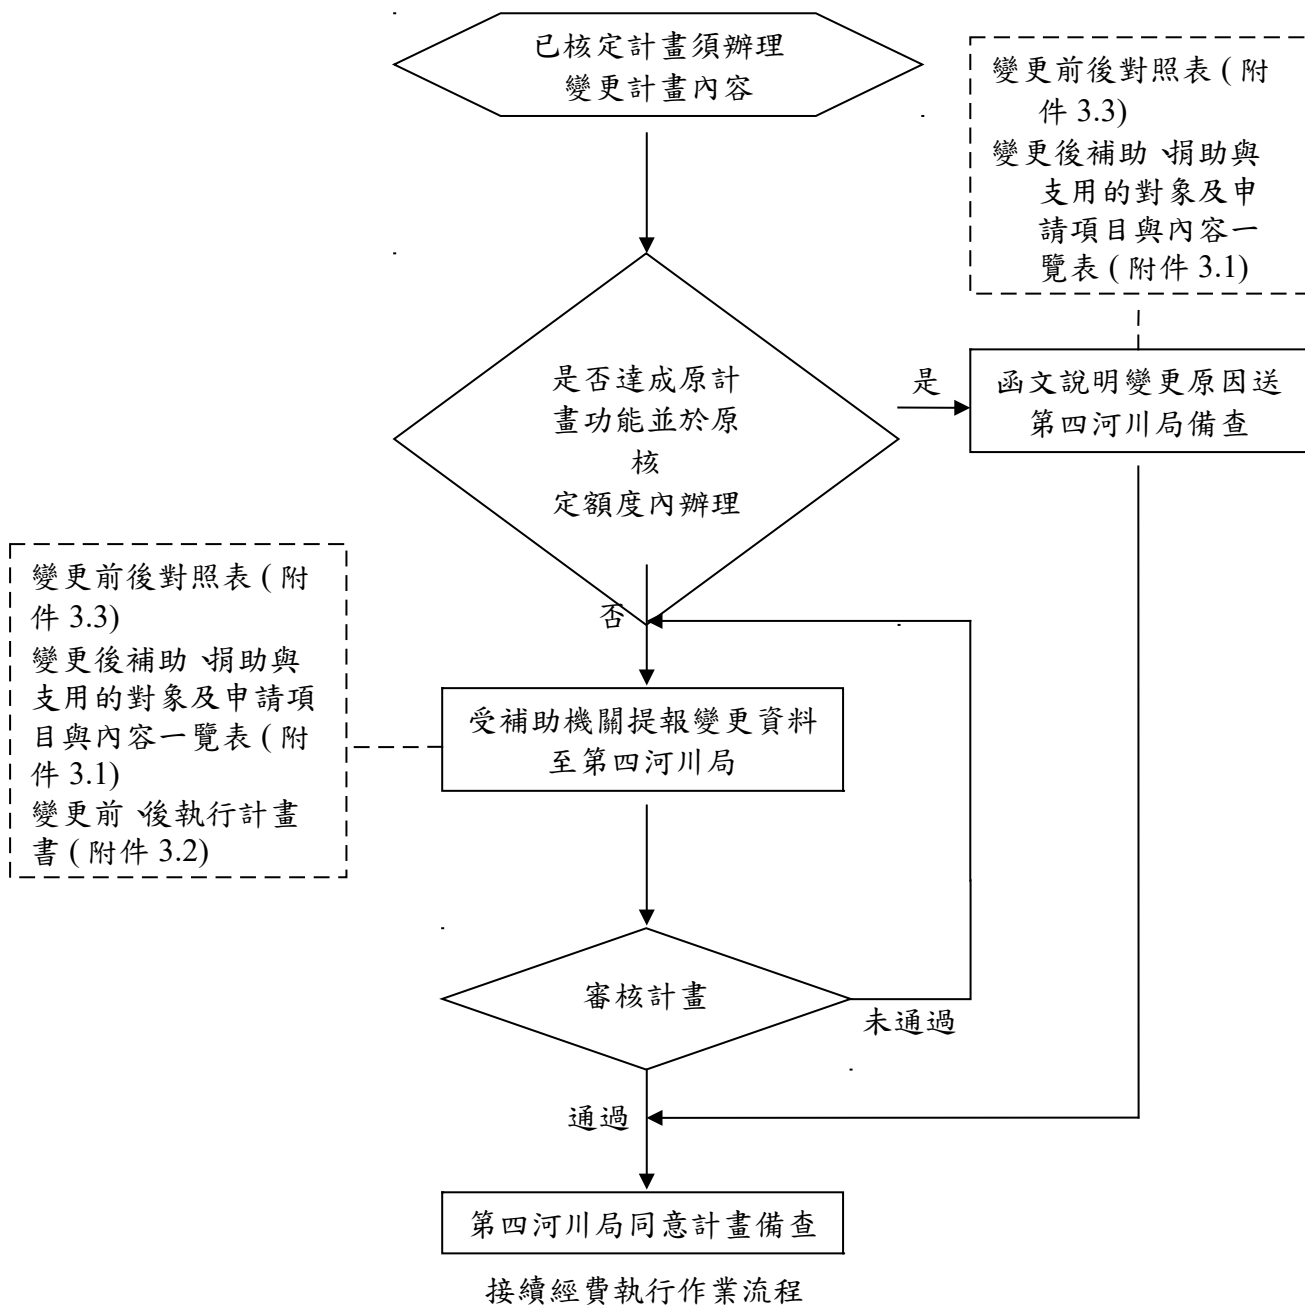 已核定計畫須辦理
變更計畫內容
變更前後對照表 ( 附
件 3.3)
變更後補助、捐助與
支用的對象及申
請項目與內容一
覽表 ( 附件 3.1)
是否達成原計
畫功能並於原
核
定額度內辦理
是
函文說明變更原因送
第四河川局備查
否
變更前後對照表 ( 附
件 3.3)
變更後補助、捐助與
支用的對象及申請項
目與內容一覽表 ( 附
件 3.1)
變更前、後執行計畫
書 ( 附件 3.2)
受補助機關提報變更資料
至第四河川局
審核計畫
未通過
通過
第四河川局同意計畫備查
接續經費執行作業流程